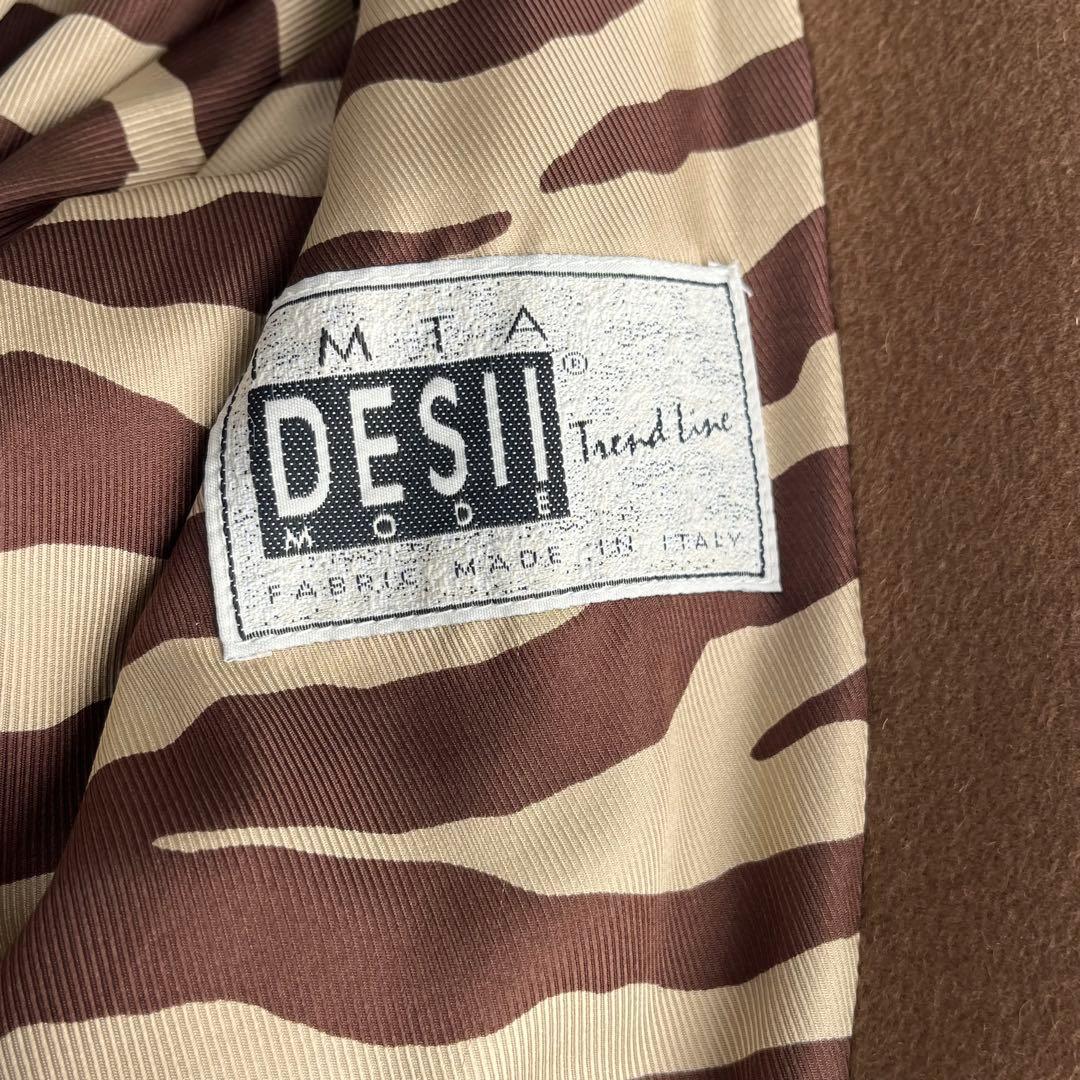 MTA
DESII ®
Trend Line
MODE
FABRIC MADE IN ITALY